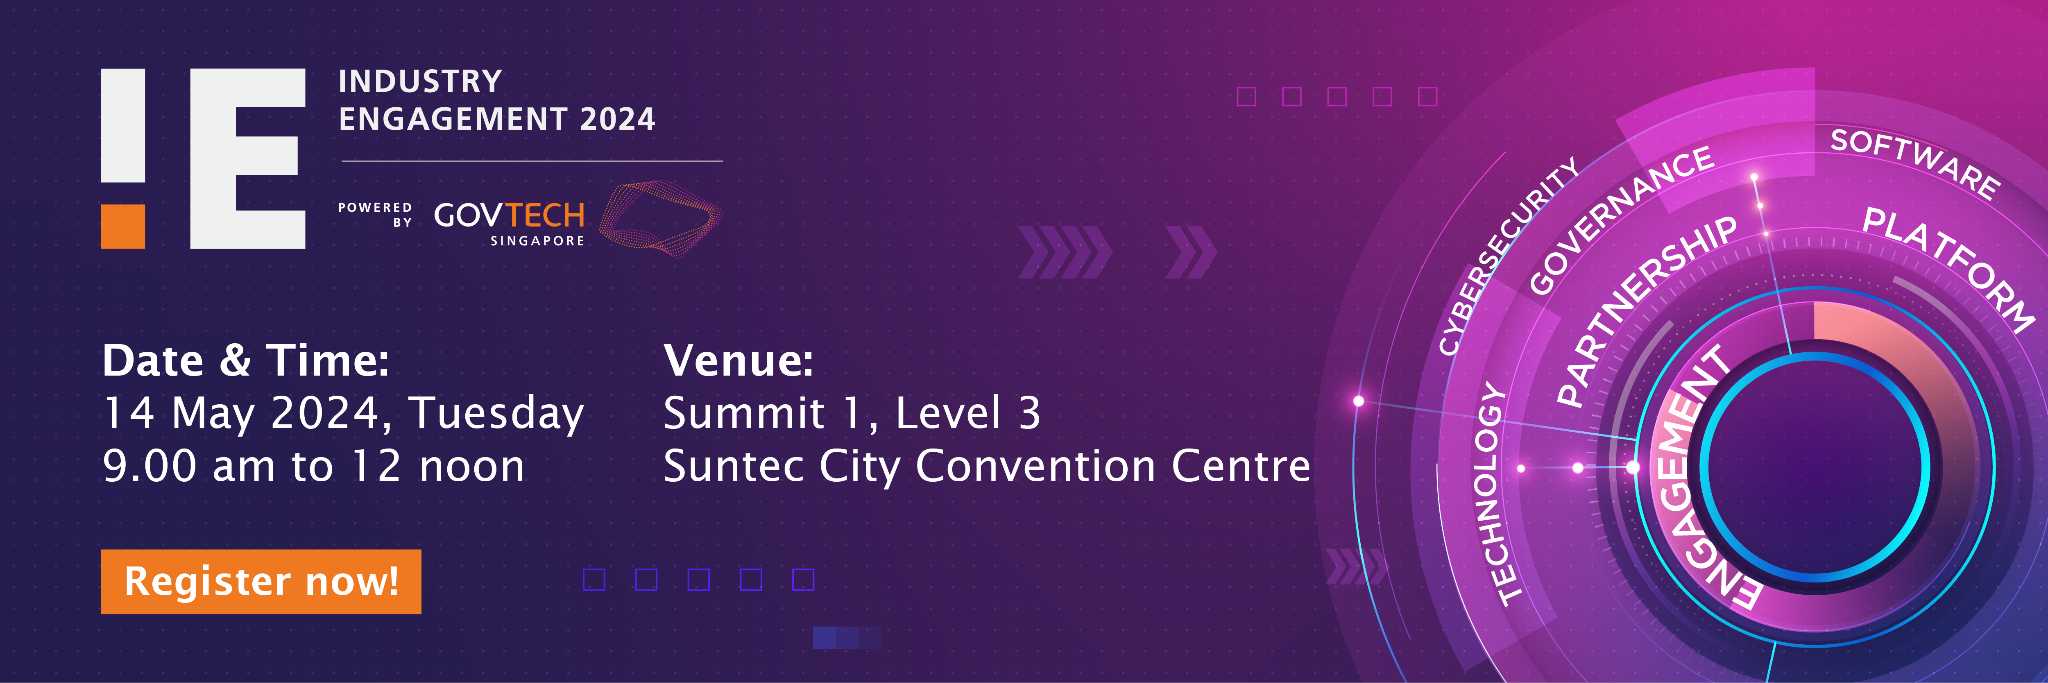 IE
INDUSTRY
ENGAGEMENT 2024
POWERED
BY
GOVTECH
SINGAPORE
Date & Time:
14 May 2024, Tuesday
9.00 am to 12 noon
Venue:
Summit 1, Level 3
Suntec City Convention Centre
Register now!
CYBERSECURITY
GOVERNANCE
SOFTWARE
PARTNERSHIP
PLATFORM
TECHNOLOGY
ENGAGEMENT